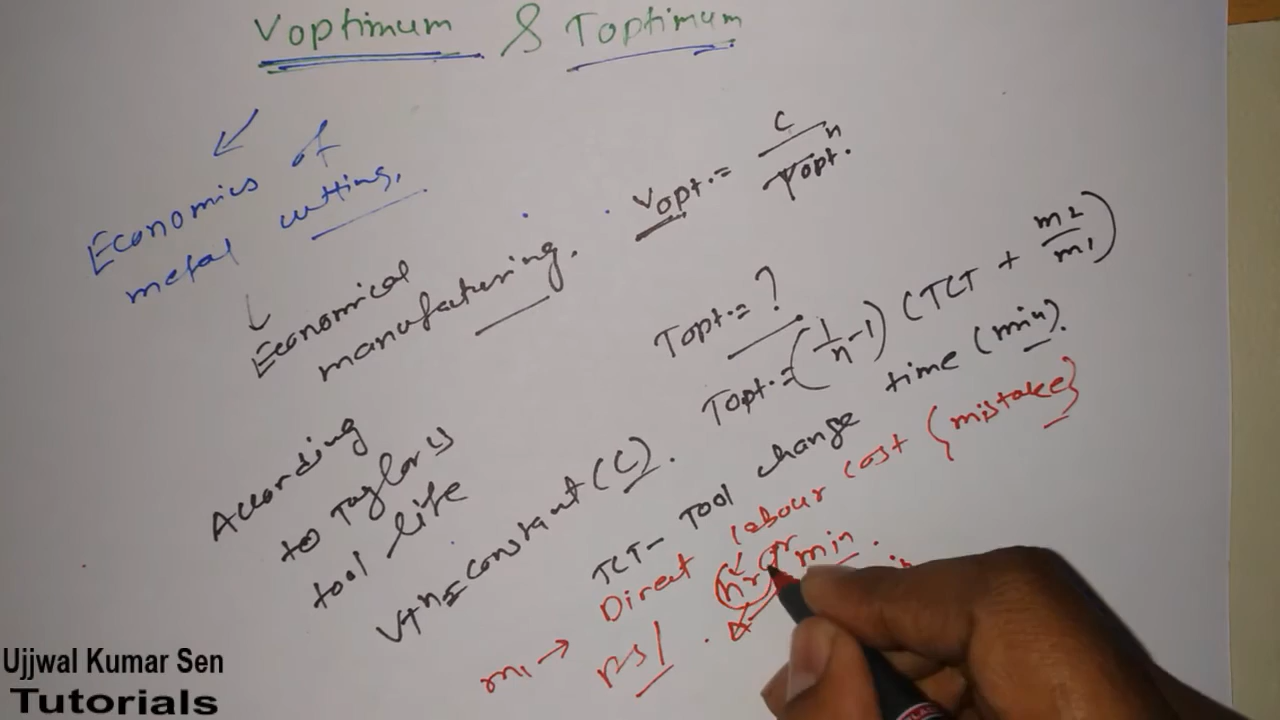 Voptimum & Toptimum
Economics of
metal cutting.
Economical
manufacturing.
According
to Taylor's
tool life
VTⁿ = constant (C).
Vopt. = C / Tⁿopt.
Topt. = ?
Topt. = (1/n - 1) (TCT + m2/m1)
TCT - Tool change time (min).
m1 → Direct labour cost {mistake}
rs/ hr or min.
Ujjwal Kumar Sen
Tutorials